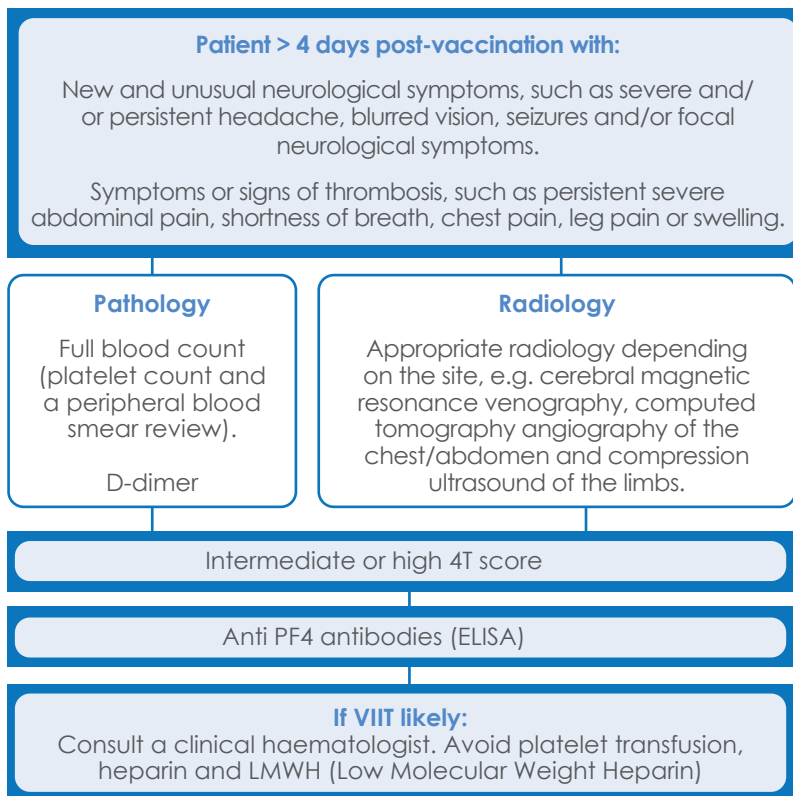 Patient > 4 days post-vaccination with:
New and unusual neurological symptoms, such as severe and/
or persistent headache, blurred vision, seizures and/or focal
neurological symptoms.
Symptoms or signs of thrombosis, such as persistent severe
abdominal pain, shortness of breath, chest pain, leg pain or swelling.
Pathology
Full blood count
(platelet count and
a peripheral blood
smear review).
D-dimer
Radiology
Appropriate radiology depending
on the site, e.g. cerebral magnetic
resonance venography, computed
tomography angiography of the
chest/abdomen and compression
ultrasound of the limbs.
Intermediate or high 4T score
Anti PF4 antibodies (ELISA)
If VIIT likely:
Consult a clinical haematologist. Avoid platelet transfusion,
heparin and LMWH (Low Molecular Weight Heparin)